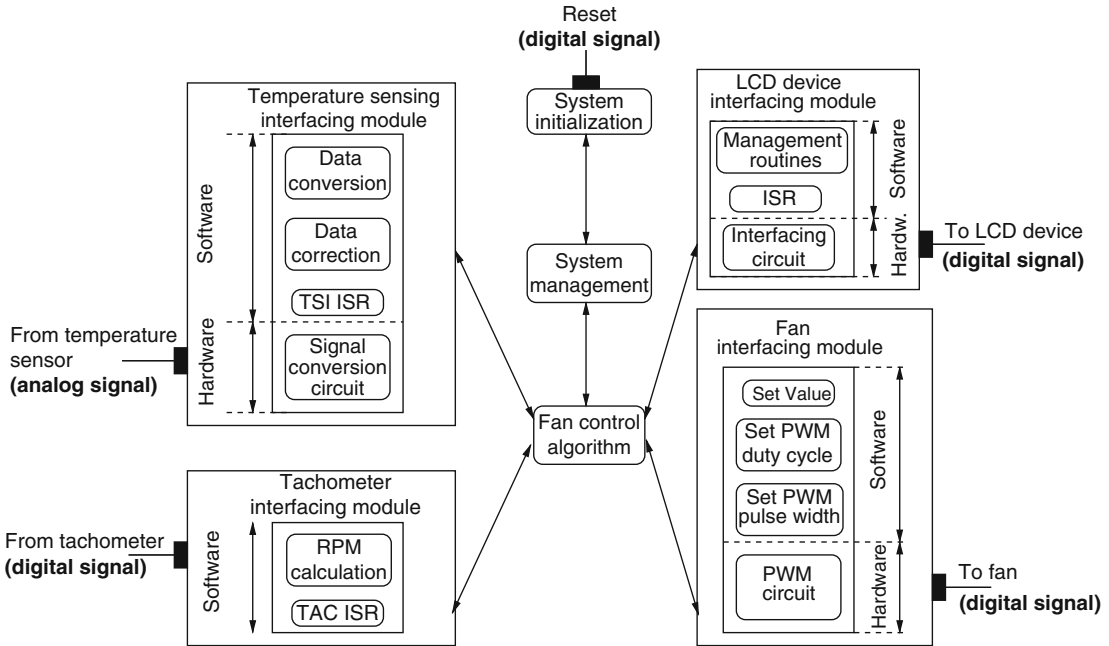 Reset
(digital signal)
System
initialization
System
management
Fan control
algorithm
Temperature sensing
interfacing module
Software
Data
conversion
Data
correction
TSI ISR
Hardware
Signal
conversion
circuit
From temperature
sensor
(analog signal)
Tachometer
interfacing module
Software
RPM
calculation
TAC ISR
From tachometer
(digital signal)
LCD device
interfacing module
Management
routines
ISR
Software
Interfacing
circuit
Hardw.
To LCD device
(digital signal)
Fan
interfacing module
Set Value
Set PWM
duty cycle
Set PWM
pulse width
Software
PWM
circuit
Hardware
To fan
(digital signal)